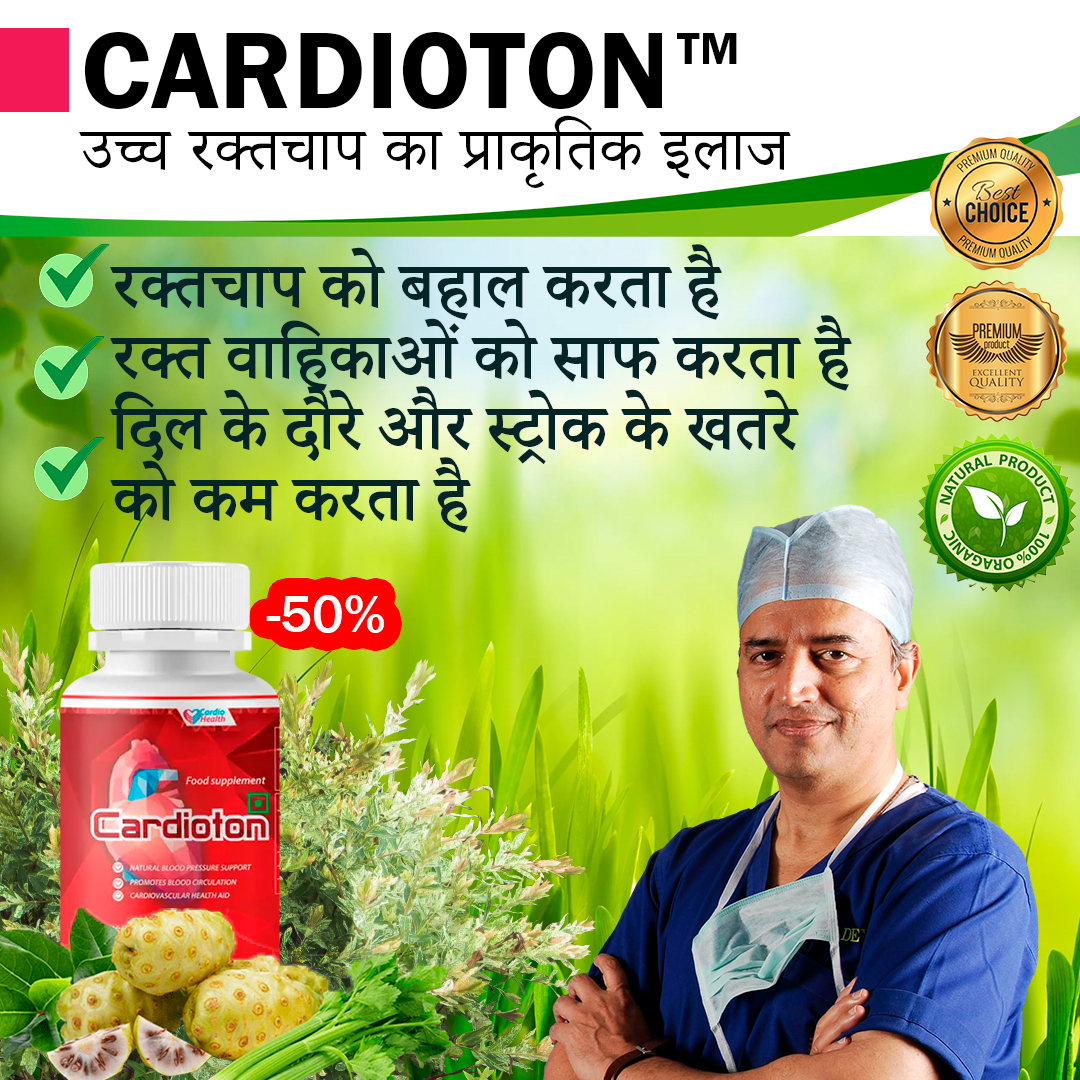 CARDIOTON™
उच्च रक्तचाप का प्राकृतिक इलाज
PREMIUM QUALITY
Best
CHOICE
PREMIUM QUALITY
रक्तचाप को बहाल करता है
रक्त वाहिकाओं को साफ करता है
दिल के दौरे और स्ट्रोक के खतरे
को कम करता है
PREMIUM
product
EXCELLENT
QUALITY
NATURAL PRODUCT
100% ORAGANIC
-50%
Cardio
Health
Food supplement
Cardioton
NATURAL BLOOD PRESSURE SUPPORT
PROMOTES BLOOD CIRCULATION
CARDIOVASCULAR HEALTH AID